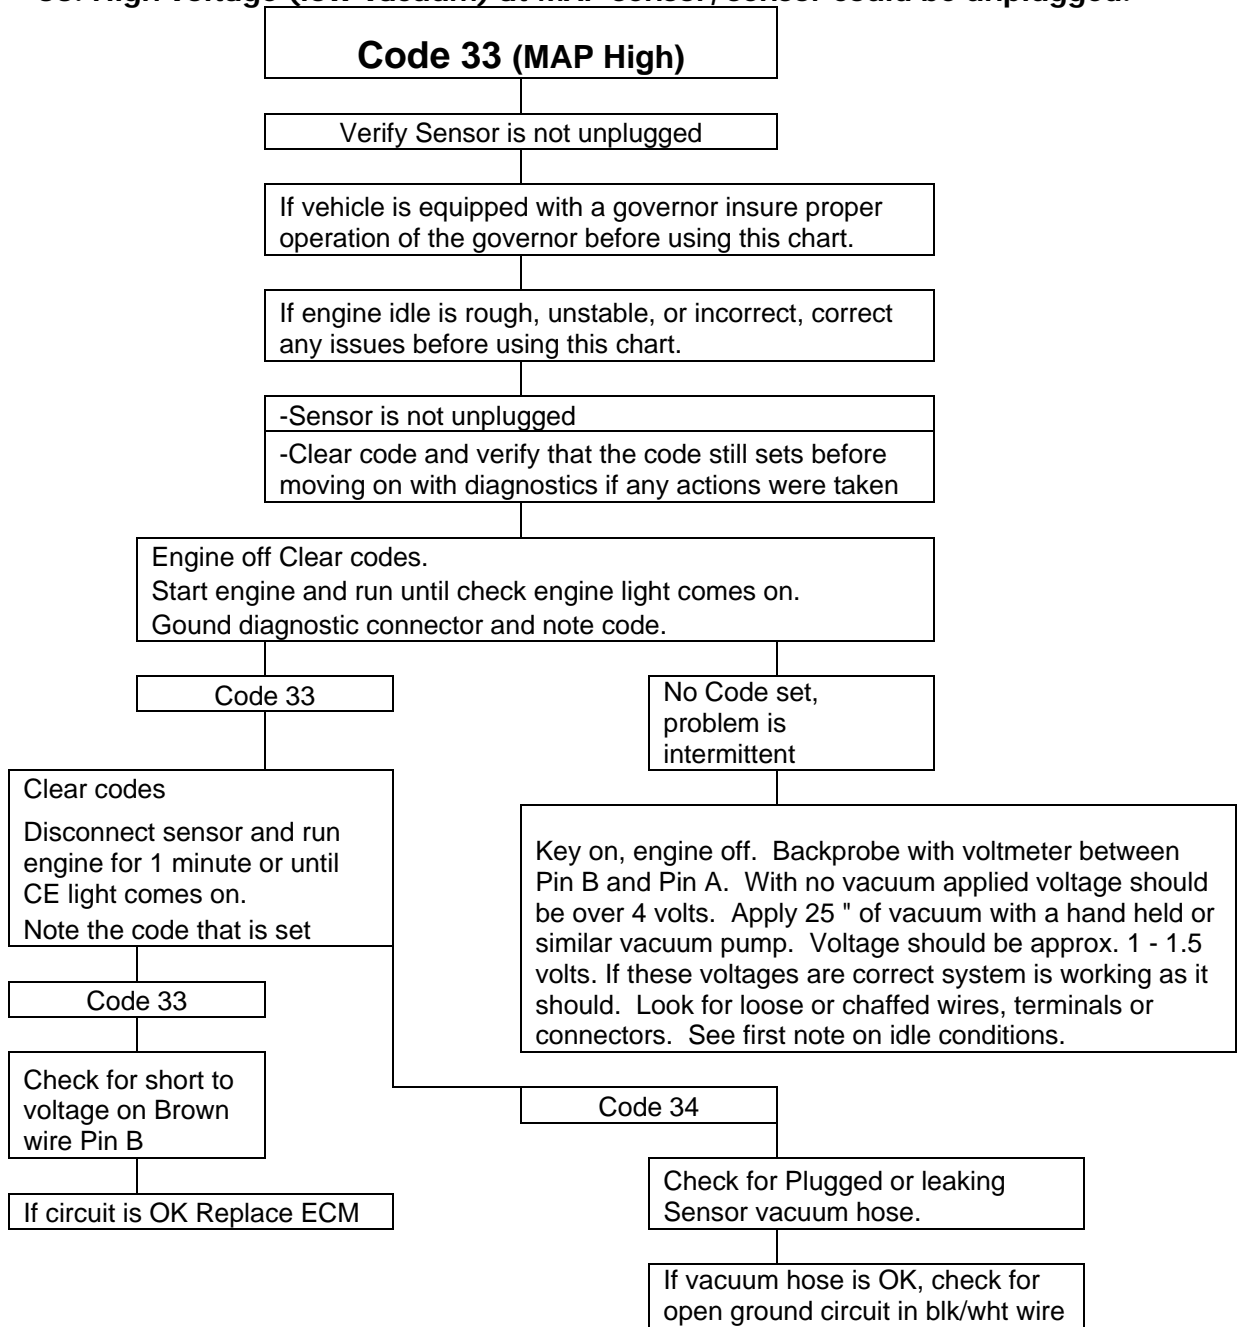 33. High Voltage (low vacuum) at MAP sensor, sensor could be unplugged.
Code 33 (MAP High)
Verify Sensor is not unplugged
If vehicle is equipped with a governor insure proper
operation of the governor before using this chart.
If engine idle is rough, unstable, or incorrect, correct
any issues before using this chart.
-Sensor is not unplugged
-Clear code and verify that the code still sets before
moving on with diagnostics if any actions were taken
Engine off Clear codes.
Start engine and run until check engine light comes on.
Gound diagnostic connector and note code.
Code 33
No Code set,
problem is
intermittent
Clear codes
Disconnect sensor and run
engine for 1 minute or until
CE light comes on.
Note the code that is set
Key on, engine off.  Backprobe with voltmeter between
Pin B and Pin A.  With no vacuum applied voltage should
be over 4 volts.  Apply 25 " of vacuum with a hand held or
similar vacuum pump.  Voltage should be approx. 1 - 1.5
volts. If these voltages are correct system is working as it
should.  Look for loose or chaffed wires, terminals or
connectors.  See first note on idle conditions.
Code 33
Check for short to
voltage on Brown
wire Pin B
If circuit is OK Replace ECM
Code 34
Check for Plugged or leaking
Sensor vacuum hose.
If vacuum hose is OK, check for
open ground circuit in blk/wht wire